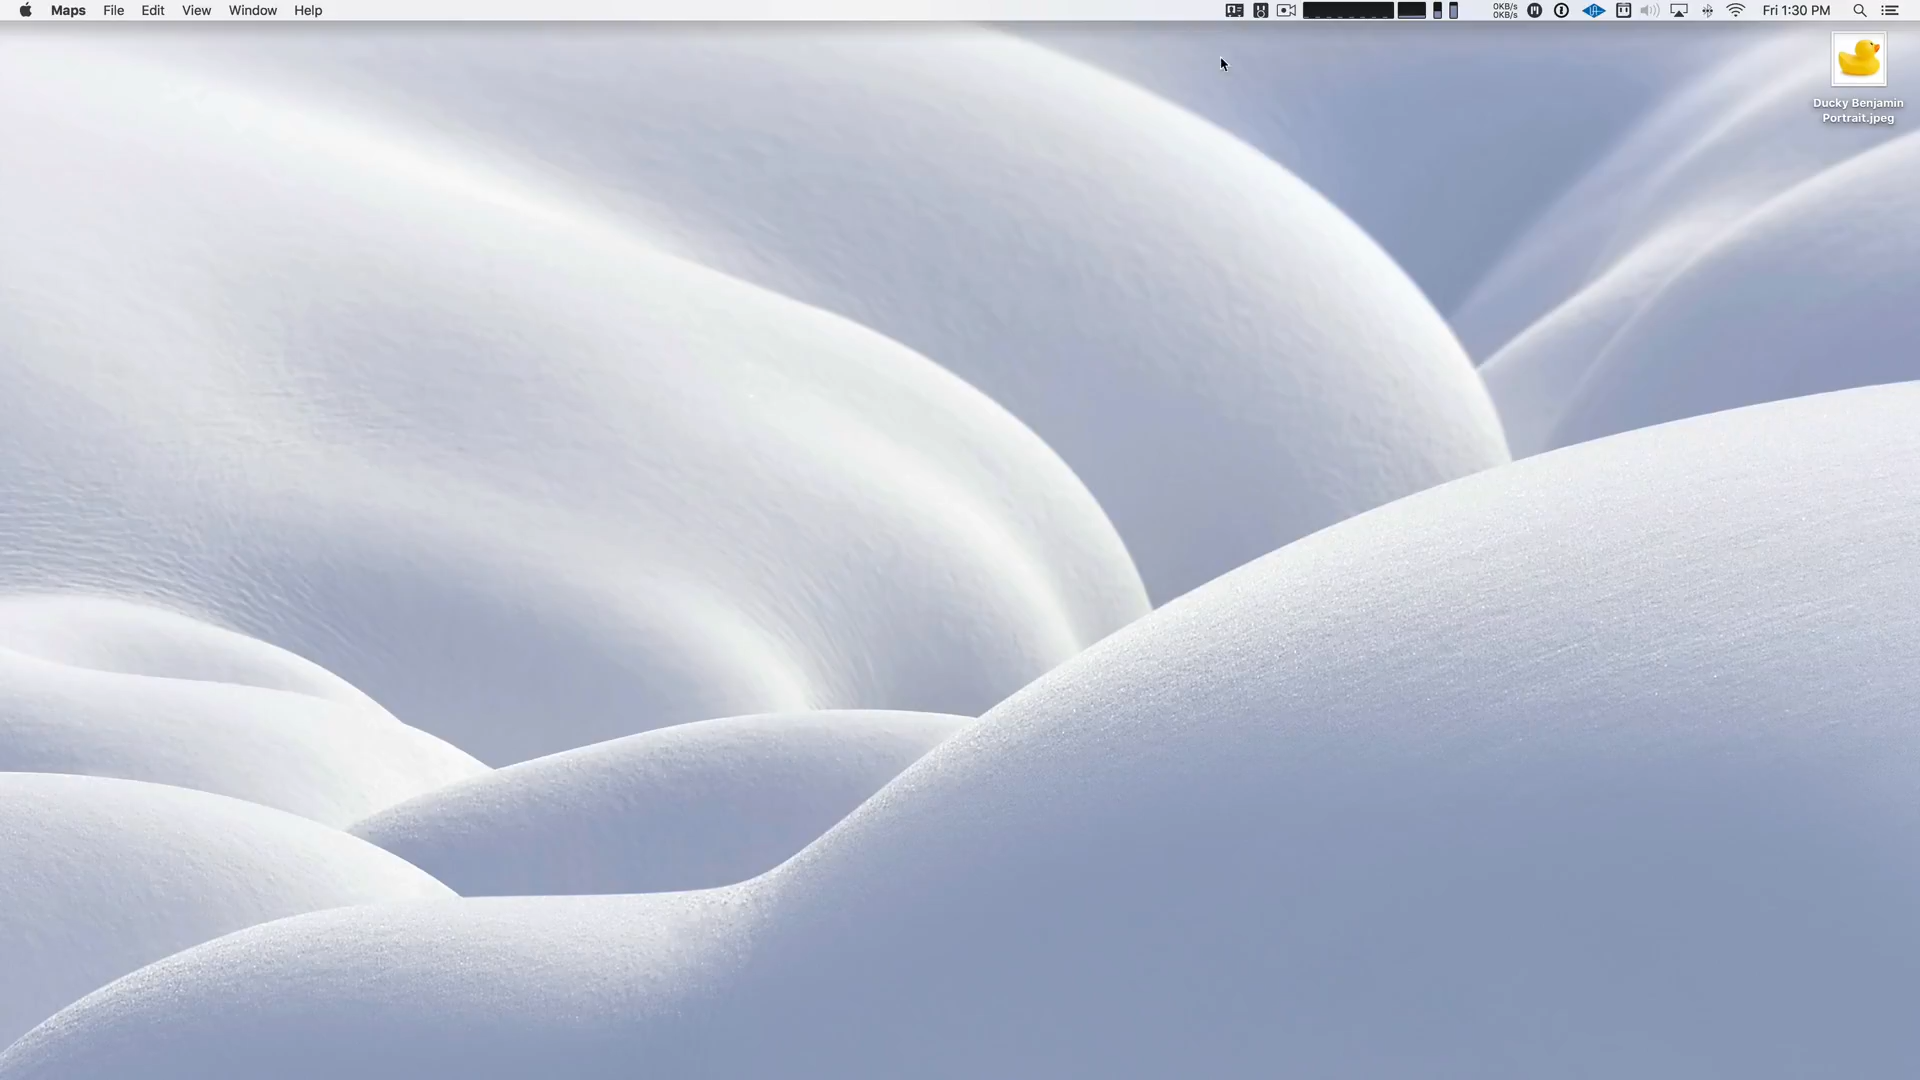 Maps File Edit View Window Help
0KB/s
0KB/s
Fri 1:30 PM
Ducky Benjamin
Portrait.jpeg